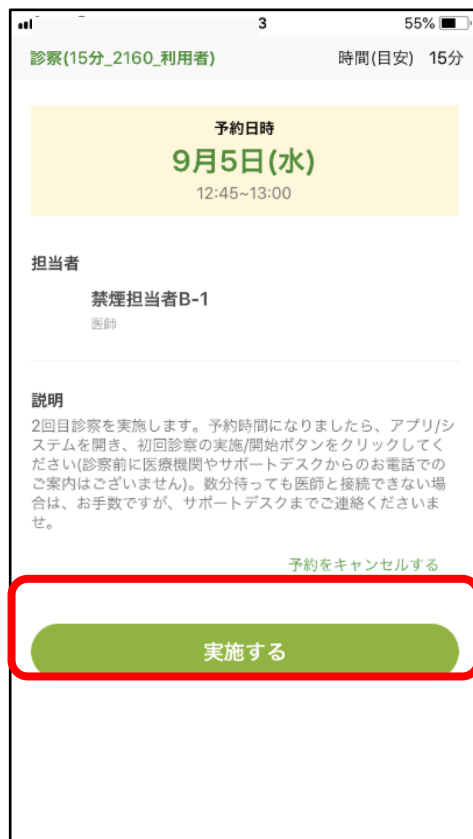 3 55%
診察(15分_2160_利用者) 時間(目安) 15分
予約日時
9月5日(水)
12:45~13:00
担当者
禁煙担当者B-1
医師
説明
2回目診察を実施します。予約時間になりましたら、アプリ/シ
ステムを開き、初回診察の実施/開始ボタンをクリックしてく
ださい(診察前に医療機関やサポートデスクからのお電話での
ご案内はございません)。数分待っても医師と接続できない場
合は、お手数ですが、サポートデスクまでご連絡くださいま
せ。
予約をキャンセルする
実施する